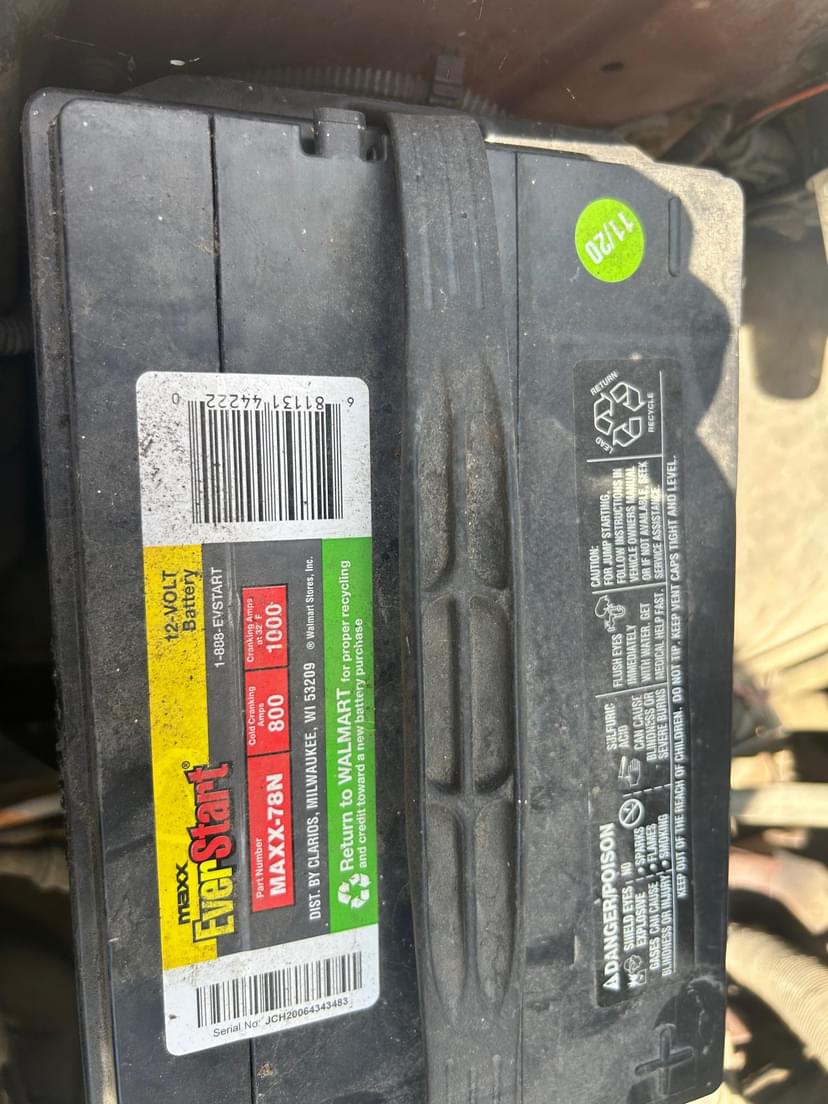 maxx
EverStart®
12-VOLT
Battery
1-888-EVSTART
Part Number
MAXX-78N
Cold Cranking
Amps
800
Cranking Amps
at 32° F
1000
DIST. BY CLARIOS, MILWAUKEE, WI 53209 ® Walmart Stores, Inc.
Return to WALMART for proper recycling
and credit toward a new battery purchase
Serial No: JCH20064343483
6 81131 44222 0
11/20
DANGER/POISON
SHIELD EYES
EXPLOSIVE
GASES CAN CAUSE
BLINDNESS OR INJURY
NO
• SPARKS
• FLAMES
• SMOKING
SULFURIC
ACID
CAN CAUSE
BLINDNESS OR
SEVERE BURNS
FLUSH EYES
IMMEDIATELY
WITH WATER, GET
MEDICAL HELP FAST.
CAUTION:
FOR JUMP STARTING,
FOLLOW INSTRUCTIONS IN
VEHICLE OWNERS MANUAL
OR IF NOT AVAILABLE, SEEK
SERVICE ASSISTANCE
RETURN
LEAD
RECYCLE
KEEP OUT OF THE REACH OF CHILDREN. DO NOT TIP. KEEP VENT CAPS TIGHT AND LEVEL.
+